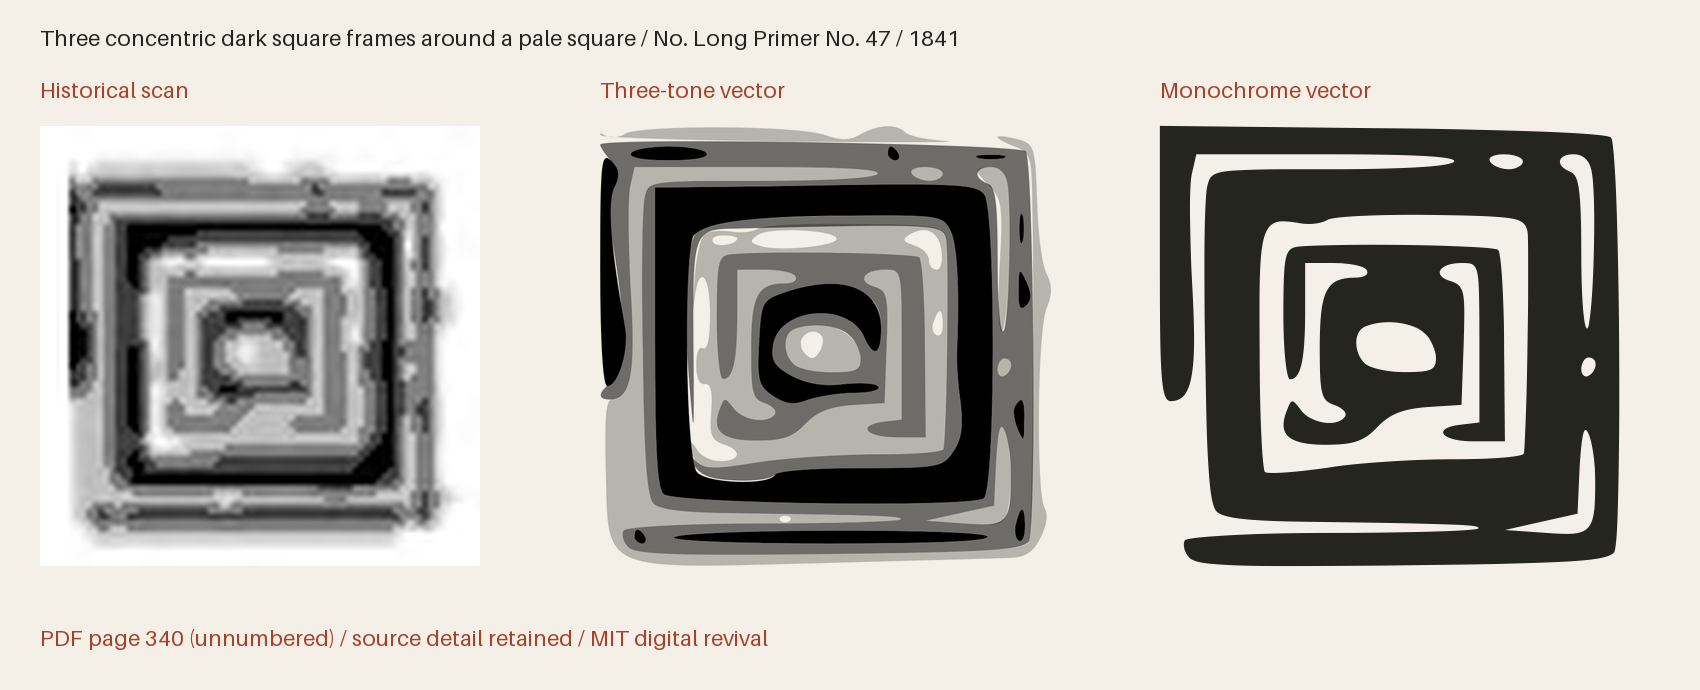 Three concentric dark square frames around a pale square / No. Long Primer No. 47 / 1841
Historical scan
Three-tone vector
Monochrome vector
PDF page 340 (unnumbered) / source detail retained / MIT digital revival